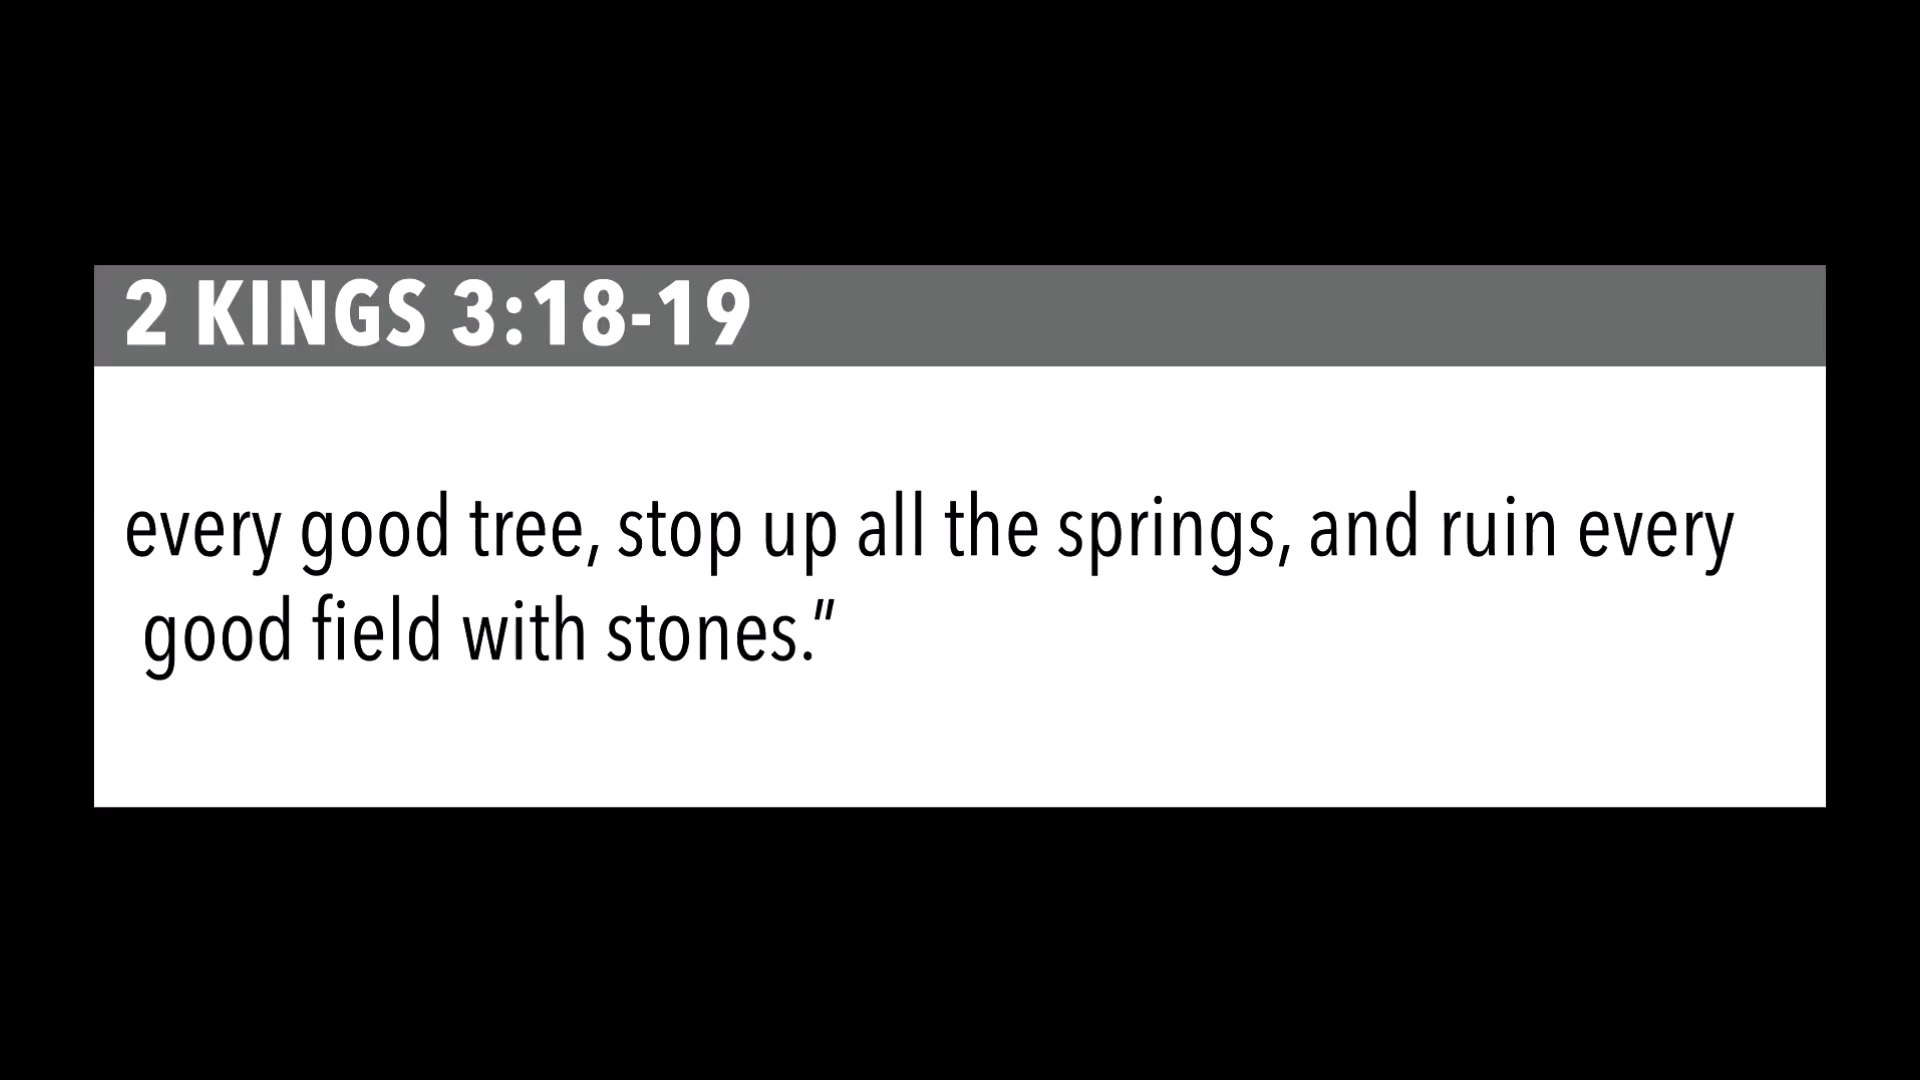 2 KINGS 3:18-19
every good tree, stop up all the springs, and ruin every
good field with stones.”